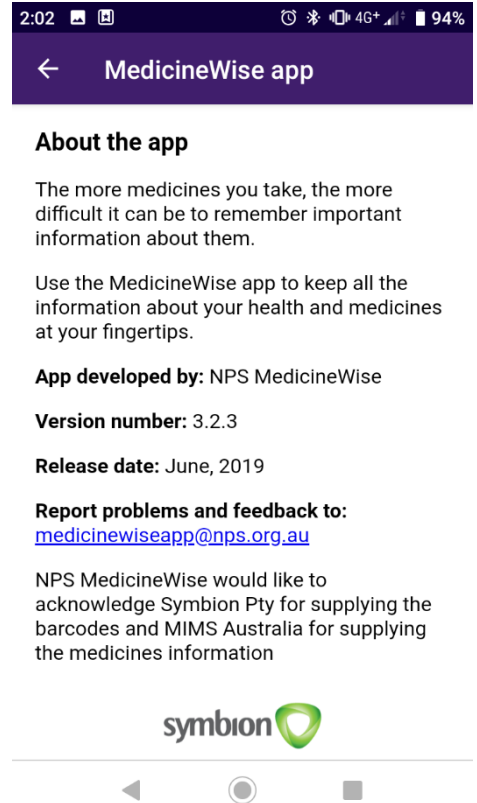 2:02 4G+ 94%
MedicineWise app
About the app
The more medicines you take, the more
difficult it can be to remember important
information about them.
Use the MedicineWise app to keep all the
information about your health and medicines
at your fingertips.
App developed by: NPS MedicineWise
Version number: 3.2.3
Release date: June, 2019
Report problems and feedback to:
medicinewiseapp@nps.org.au
NPS MedicineWise would like to
acknowledge Symbion Pty for supplying the
barcodes and MIMS Australia for supplying
the medicines information
symbion